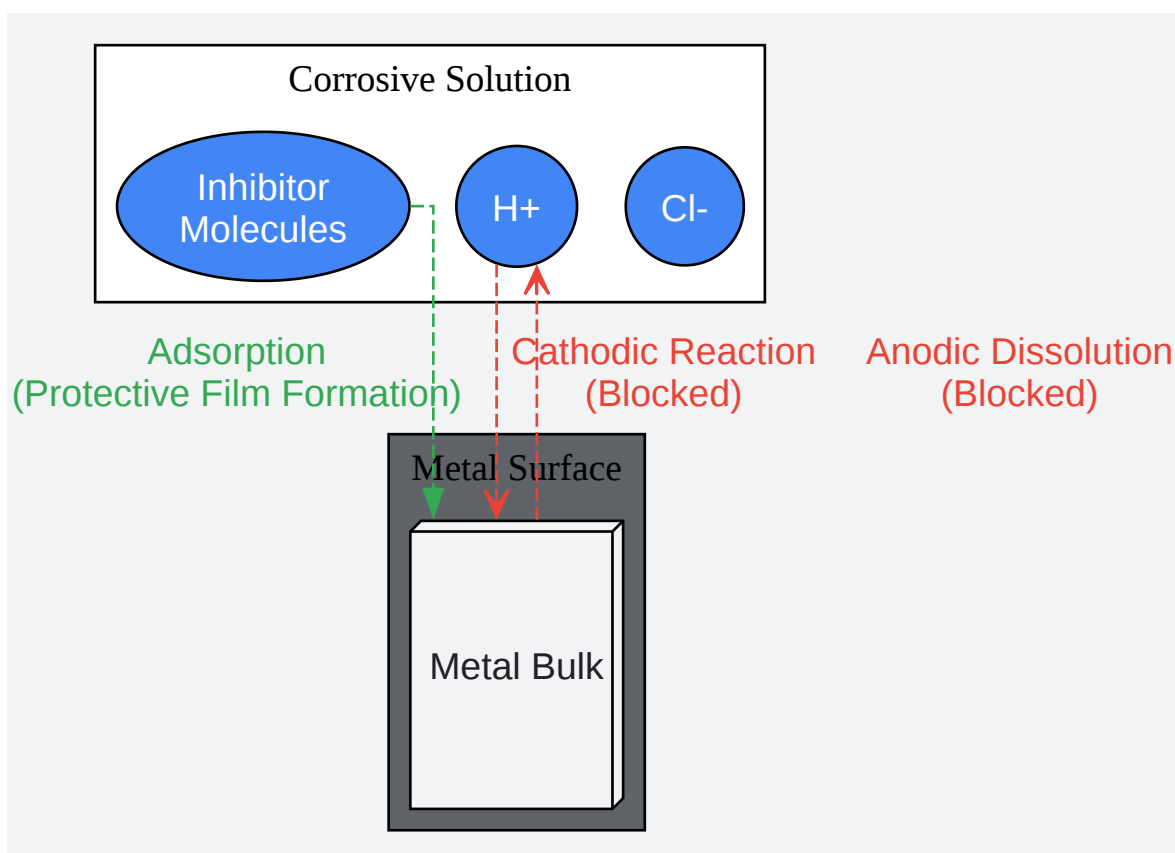 Corrosive Solution
Inhibitor
Molecules
H+
Cl-
Adsorption
(Protective Film Formation)
Cathodic Reaction
(Blocked)
Anodic Dissolution
(Blocked)
Metal Surface
Metal Bulk